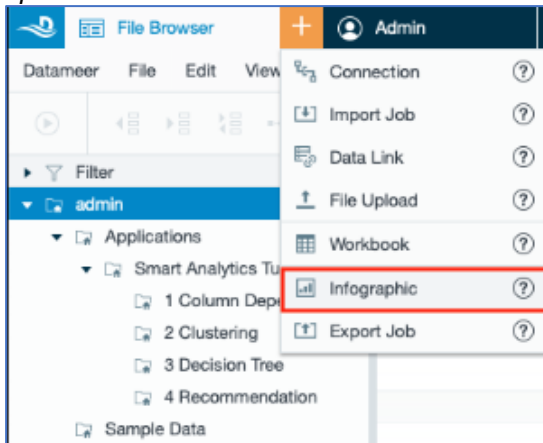 File Browser
+ Admin
Datameer File Edit View
Connection ?
Import Job ?
Data Link ?
File Upload ?
Workbook ?
Infographic ?
Export Job ?
Filter
admin
Applications
Smart Analytics Tu
1 Column Depe
2 Clustering
3 Decision Tree
4 Recommendation
Sample Data